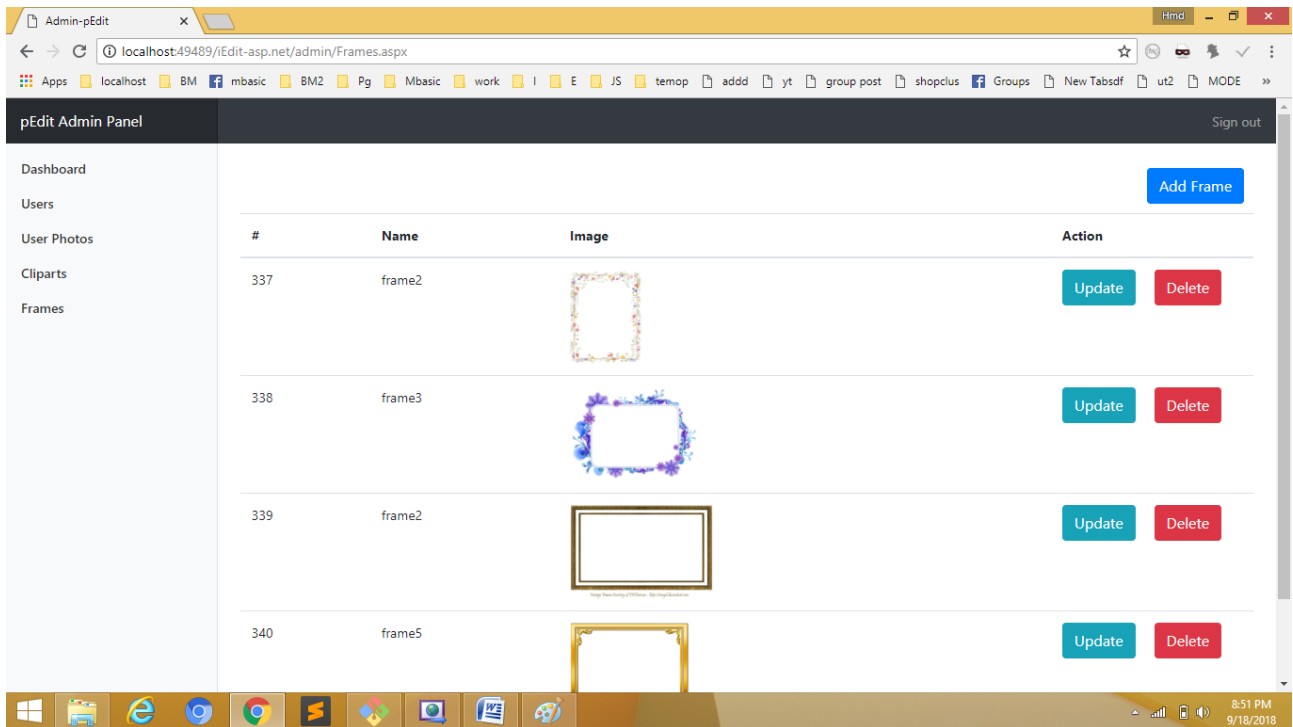 Admin-pEdit
Hmd
localhost:49489/iEdit-asp.net/admin/Frames.aspx
Apps localhost BM mbasic BM2 Pg Mbasic work I E JS temop addd yt group post shopclus Groups New Tabsdf ut2 MODE »
pEdit Admin Panel Sign out
Dashboard
Users
User Photos
Cliparts
Frames
Add Frame
# Name Image Action
337 frame2 Update Delete
338 frame3 Update Delete
339 frame2 Update Delete
340 frame5 Update Delete
8:51 PM
9/18/2018